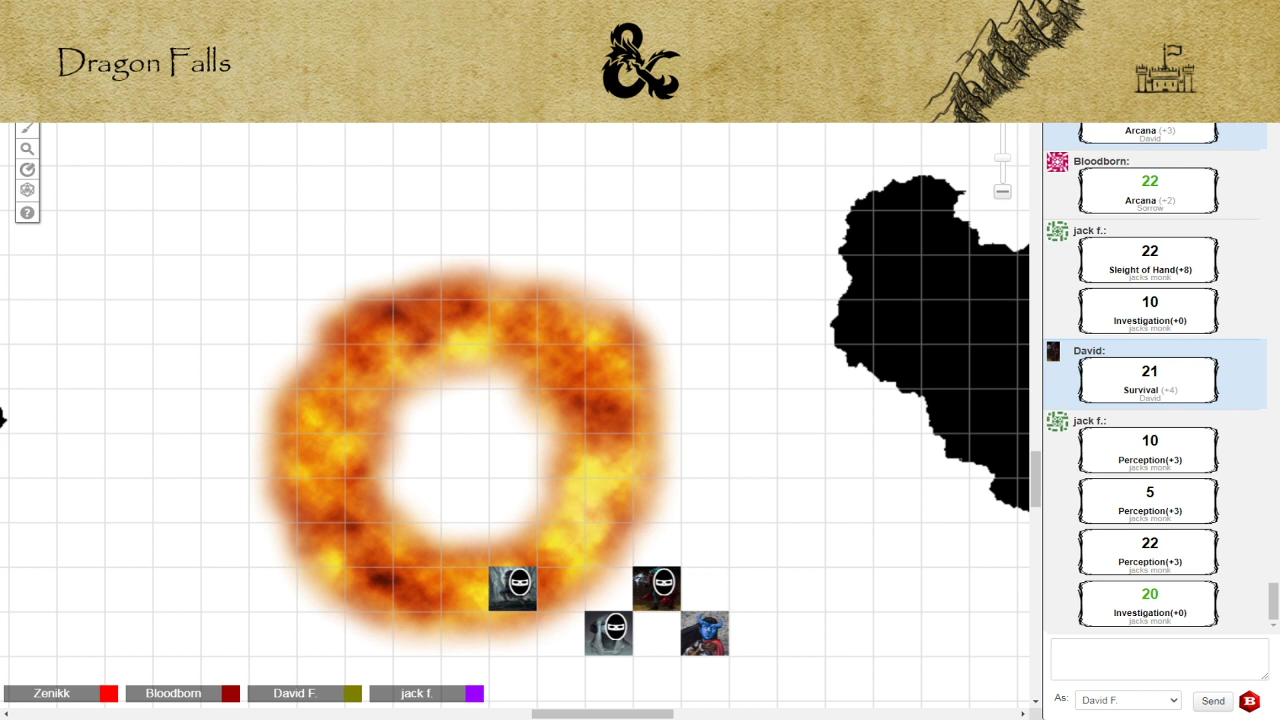 Dragon Falls
Arcana (+3)
David
Bloodborn:
22
Arcana (+2)
Sorrow
jack f.:
22
Sleight of Hand(+8)
jacks monk
10
Investigation(+0)
jacks monk
David:
21
Survival (+4)
David
jack f.:
10
Perception(+3)
jacks monk
5
Perception(+3)
jacks monk
22
Perception(+3)
jacks monk
20
Investigation(+0)
jacks monk
Zenikk
Bloodborn
David F.
jack f.
As:
David F.
Send
B